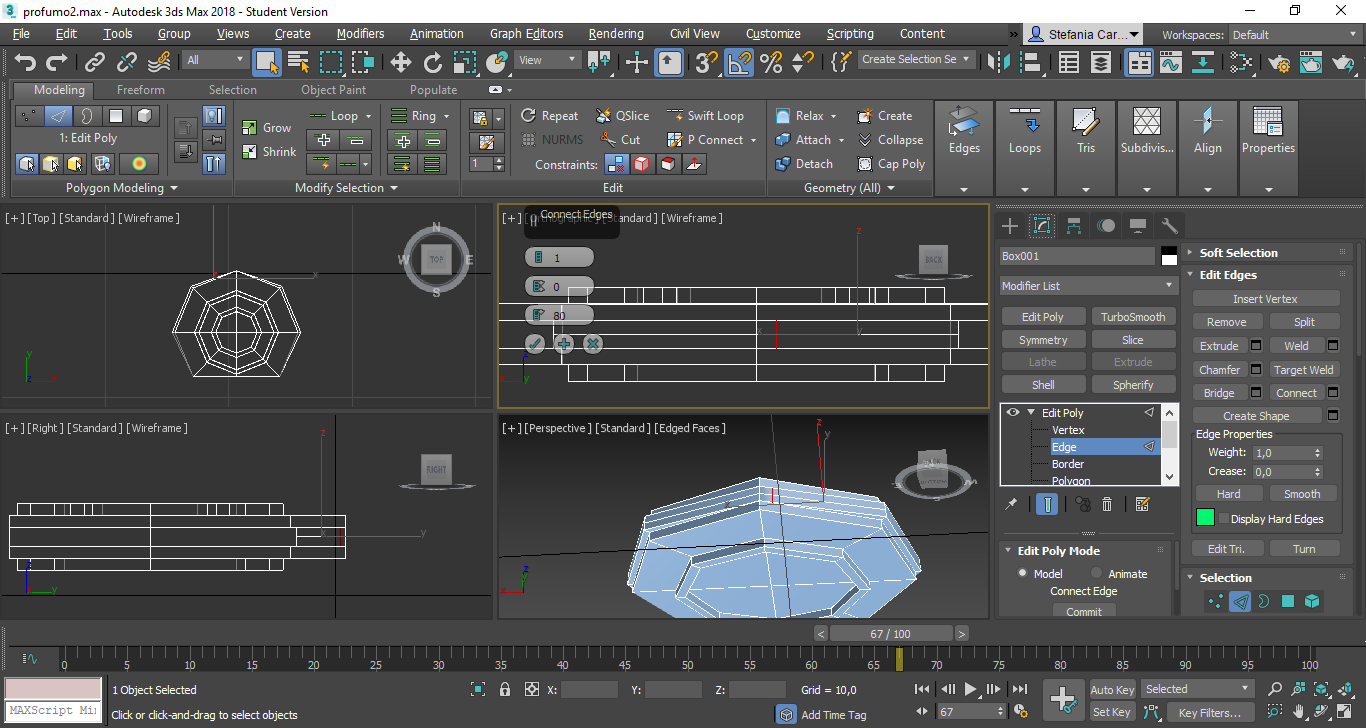 profumo2.max - Autodesk 3ds Max 2018 - Student Version
File Edit Tools Group Views Create Modifiers Animation Graph Editors Rendering Civil View Customize Scripting Content » Stefania Car... Workspaces: Default
All View Create Selection Se
Modeling Freeform Selection Object Paint Populate
Loop Ring Repeat QSlice Swift Loop Relax Create
1: Edit Poly Grow NURMS Cut P Connect Attach Collapse Edges Loops Tris Subdivis... Align Properties
Shrink 1 Constraints: Detach Cap Poly
Polygon Modeling Modify Selection Edit Geometry (All)
[+] [Top] [Standard] [Wireframe]
N
W TOP E
S
x
y
z x
[+] [Orthographic] [Standard] [Wireframe]
Connect Edges
1
0
80
BACK
z
x
z
y
[+] [Right] [Standard] [Wireframe]
RIGHT
z
x y
z
y
[+] [Perspective] [Standard] [Edged Faces]
BACK
z
y
x
Box001
Modifier List
Edit Poly TurboSmooth
Symmetry Slice
Lathe Extrude
Shell Spherify
Edit Poly
Vertex
Edge
Border
Polygon
Edit Poly Mode
Model Animate
Connect Edge
Commit
Soft Selection
Edit Edges
Insert Vertex
Remove Split
Extrude Weld
Chamfer Target Weld
Bridge Connect
Create Shape
Edge Properties
Weight: 1,0
Crease: 0,0
Hard Smooth
Display Hard Edges
Edit Tri. Turn
Selection
< 67 / 100 >
0 5 10 15 20 25 30 35 40 45 50 55 60 65 70 75 80 85 90 95 100
1 Object Selected X: Y: Z: Grid = 10,0 Auto Key Selected
MAXScript Mi
Click or click-and-drag to select objects Add Time Tag 67 Set Key Key Filters...